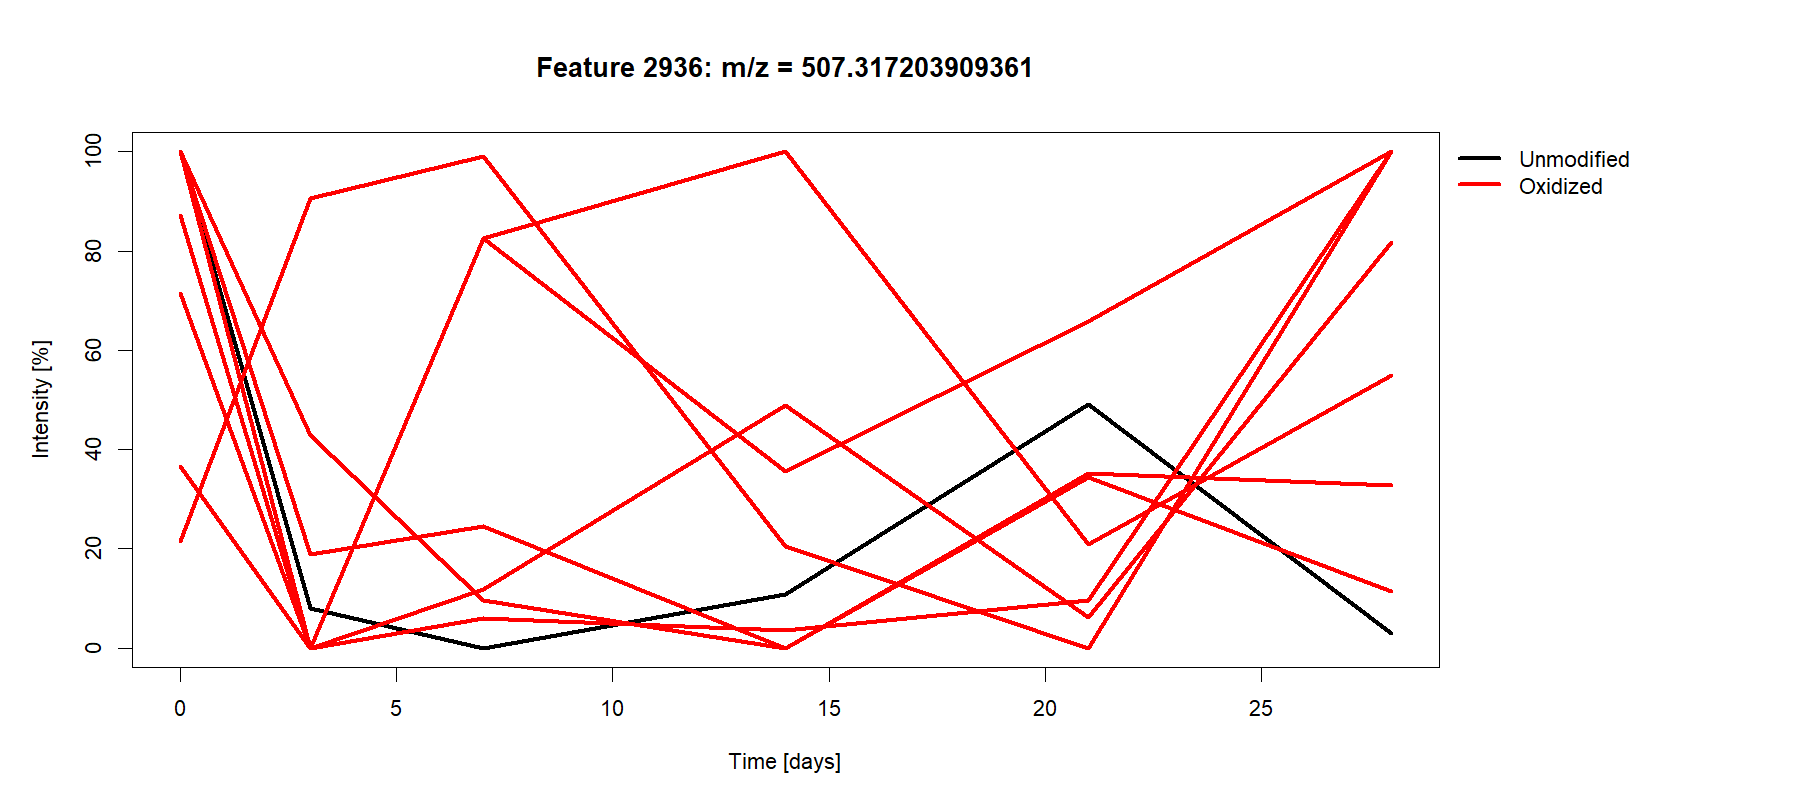 Feature 2936: m/z = 507.317203909361
Unmodified
Oxidized
100
80
60
40
20
0
Intensity [%]
0 5 10 15 20 25
Time [days]